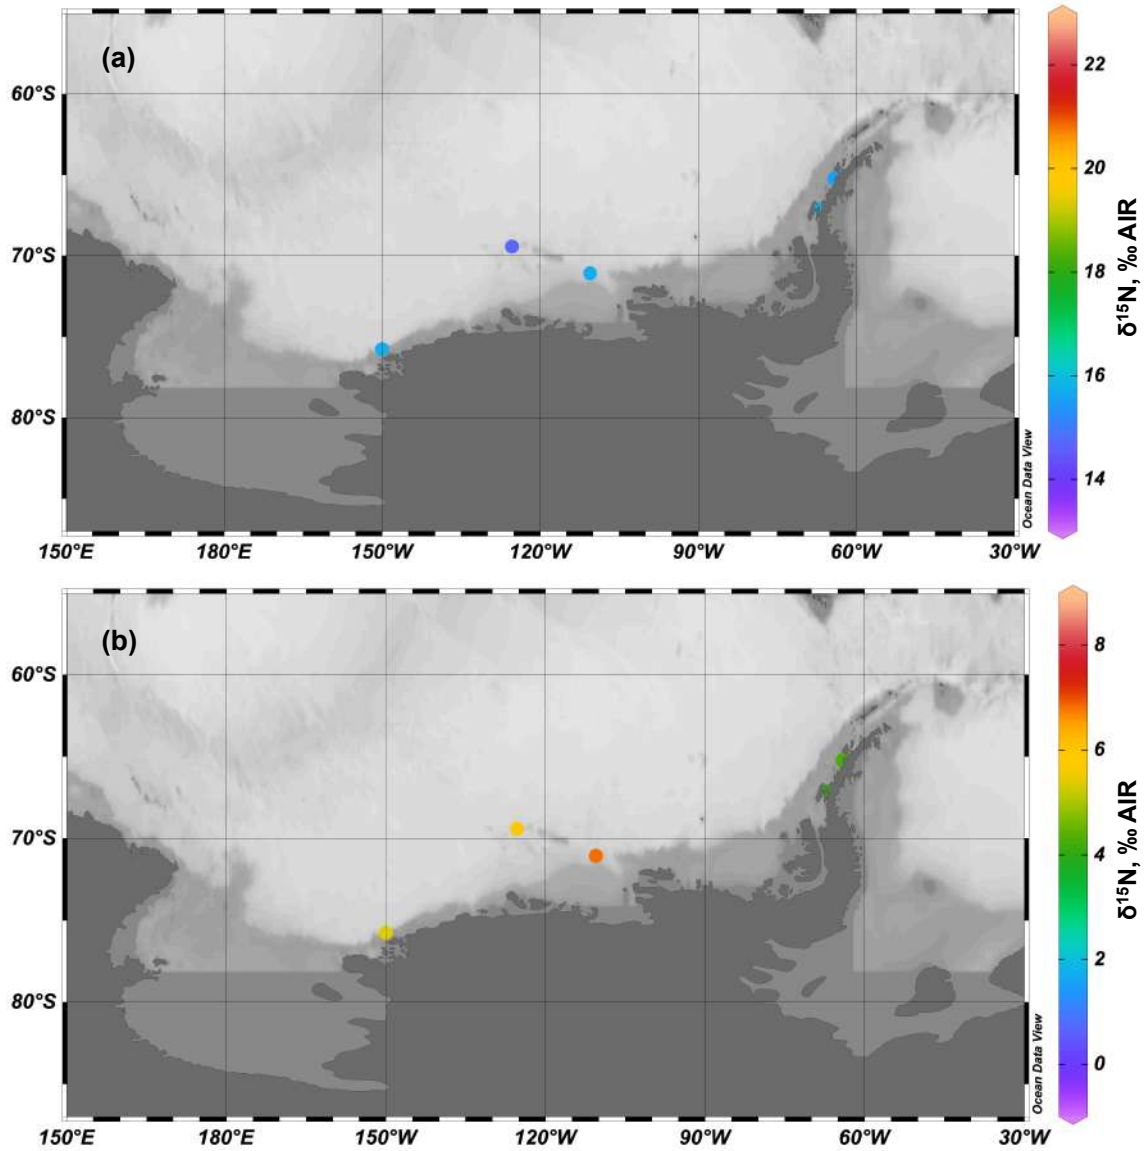 (a)
60°S
70°S
80°S
150°E 180°E 150°W 120°W 90°W 60°W 30°W
Ocean Data View
22
20
18
16
14
δ¹⁵N, ‰ AIR
(b)
60°S
70°S
80°S
150°E 180°E 150°W 120°W 90°W 60°W 30°W
Ocean Data View
8
6
4
2
0
δ¹⁵N, ‰ AIR